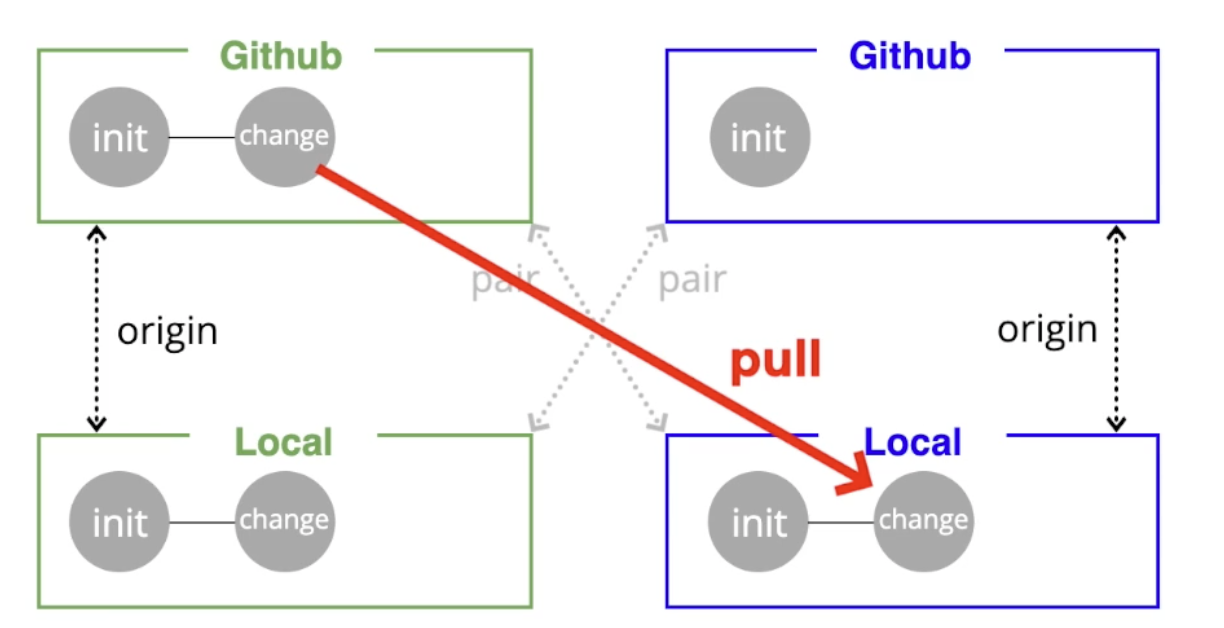 Github
Github
init
change
init
pair
pair
origin
origin
pull
Local
Local
init
change
init
change